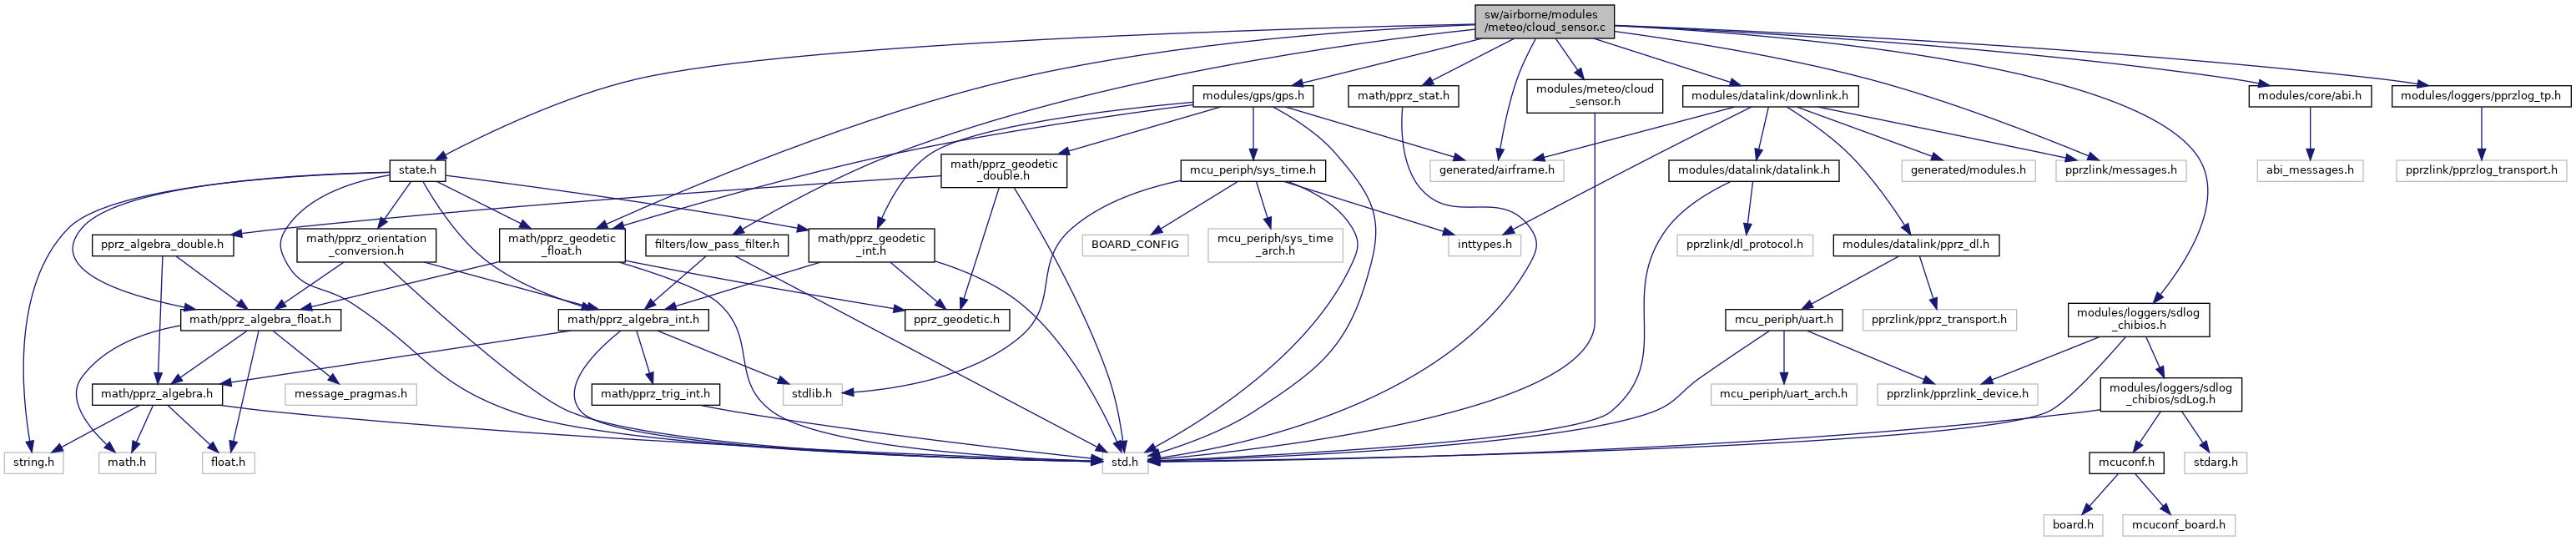 sw/airborne/modules
/meteo/cloud_sensor.c
modules/gps/gps.h
math/pprz_stat.h
modules/meteo/cloud
_sensor.h
modules/datalink/downlink.h
modules/core/abi.h
modules/loggers/pprzlog_tp.h
state.h
math/pprz_geodetic
_double.h
mcu_periph/sys_time.h
generated/airframe.h
modules/datalink/datalink.h
generated/modules.h
pprzlink/messages.h
abi_messages.h
pprzlink/pprzlog_transport.h
pprz_algebra_double.h
math/pprz_orientation
_conversion.h
math/pprz_geodetic
_float.h
filters/low_pass_filter.h
math/pprz_geodetic
_int.h
BOARD_CONFIG
mcu_periph/sys_time
_arch.h
inttypes.h
pprzlink/dl_protocol.h
modules/datalink/pprz_dl.h
math/pprz_algebra_float.h
math/pprz_algebra_int.h
pprz_geodetic.h
mcu_periph/uart.h
pprzlink/pprz_transport.h
modules/loggers/sdlog
_chibios.h
math/pprz_algebra.h
message_pragmas.h
math/pprz_trig_int.h
stdlib.h
mcu_periph/uart_arch.h
pprzlink/pprzlink_device.h
modules/loggers/sdlog
_chibios/sdLog.h
string.h
math.h
float.h
std.h
mcuconf.h
stdarg.h
board.h
mcuconf_board.h